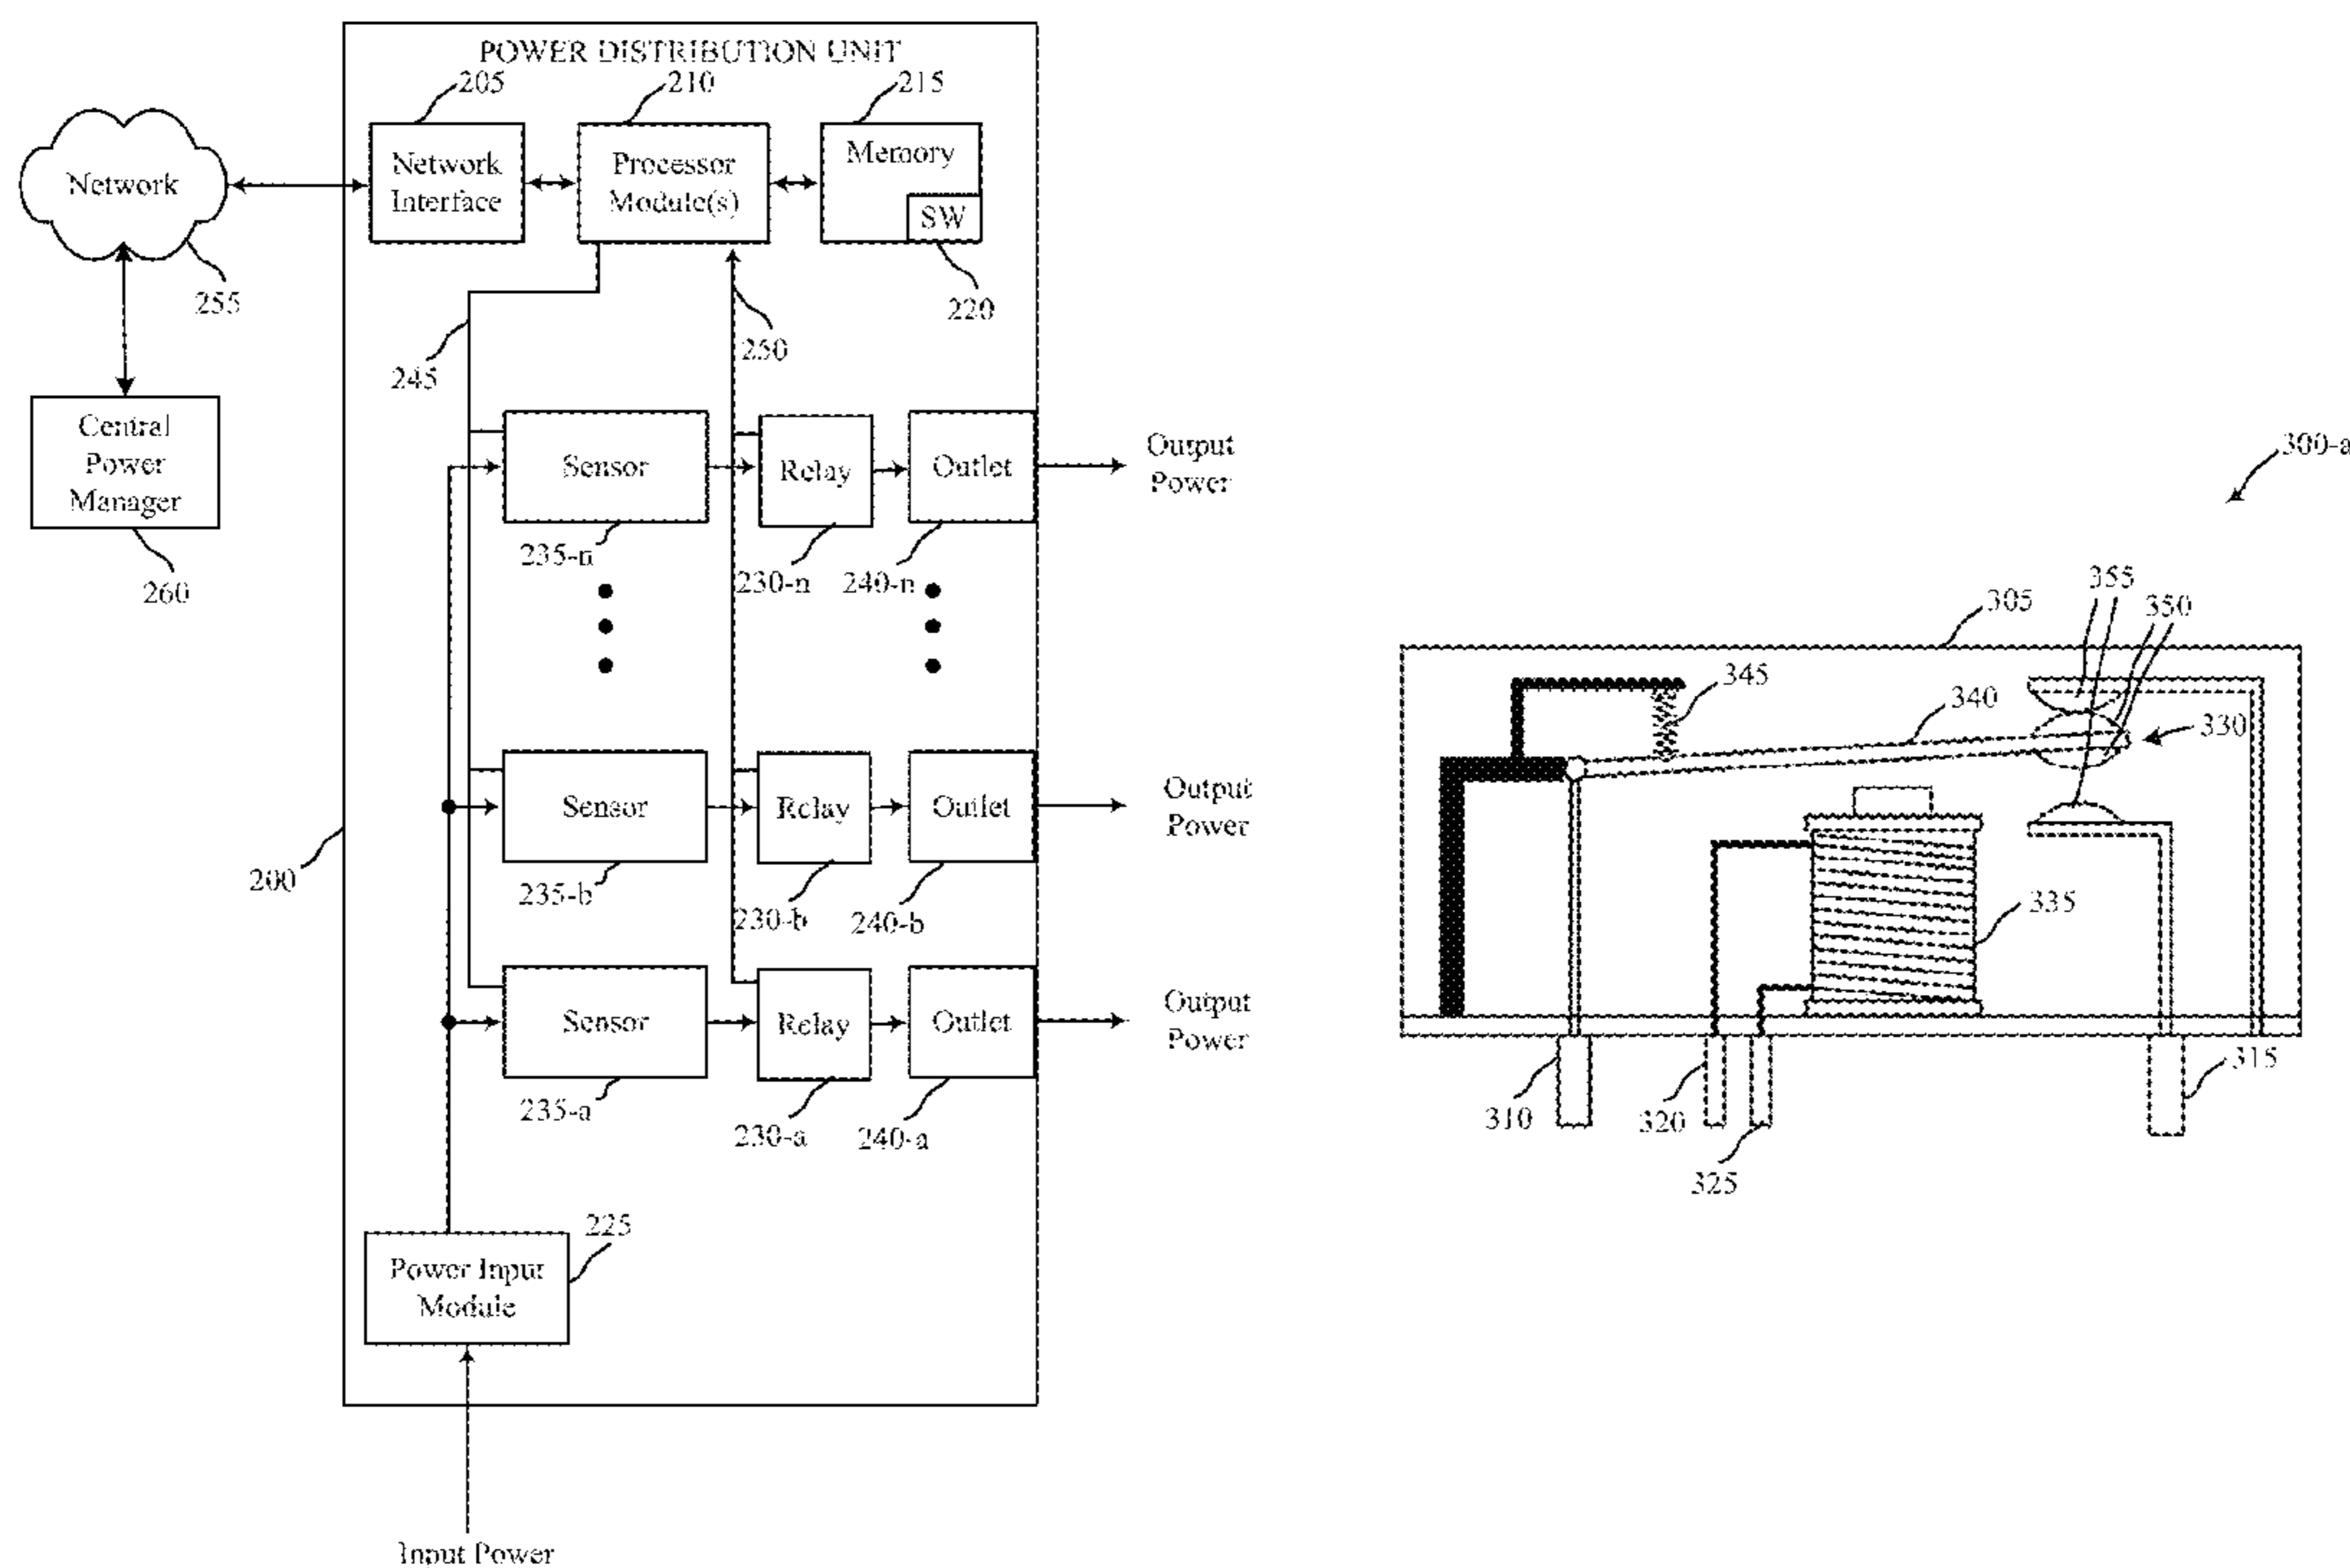 POWER DISTRIBUTION UNIT
205
210
215
Network
Interface
Processor
Module(s)
Memory
SW
Network
255
220
245
250
Central
Power
Manager
260
Sensor
Relay
Outlet
Output
Power
235-n
230-n
240-n
Sensor
Relay
Outlet
Output
Power
200
235-b
230-b
240-b
Sensor
Relay
Outlet
Output
Power
235-a
230-a
240-a
225
Power Input
Module
Input Power
300-a
355
350
305
345
340
330
335
310
320
325
315